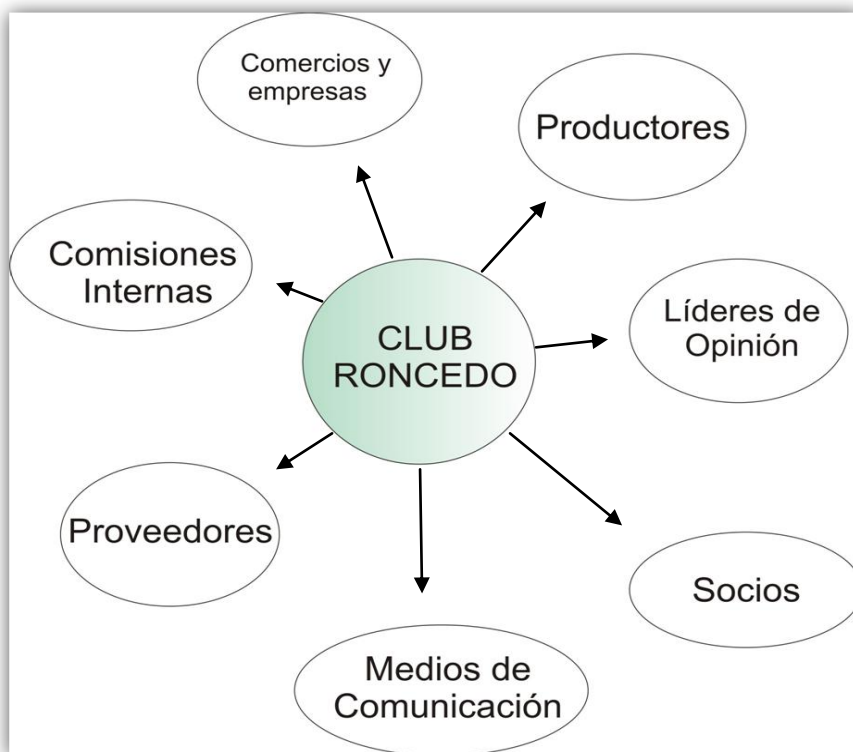 Comercios y
empresas
Productores
Comisiones
Internas
CLUB
RONCEDO
Líderes de
Opinión
Proveedores
Socios
Medios de
Comunicación